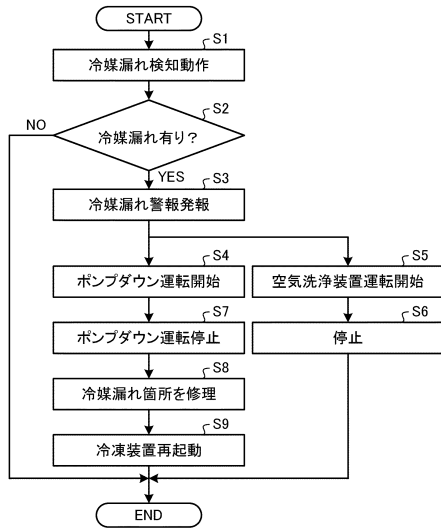 START
S1
冷媒漏れ検知動作
S2
NO
冷媒漏れ有り？
YES
S3
冷媒漏れ警報発報
S4
S5
ポンプダウン運転開始
空気洗浄装置運転開始
S7
S6
ポンプダウン運転停止
停止
S8
冷媒漏れ箇所を修理
S9
冷凍装置再起動
END